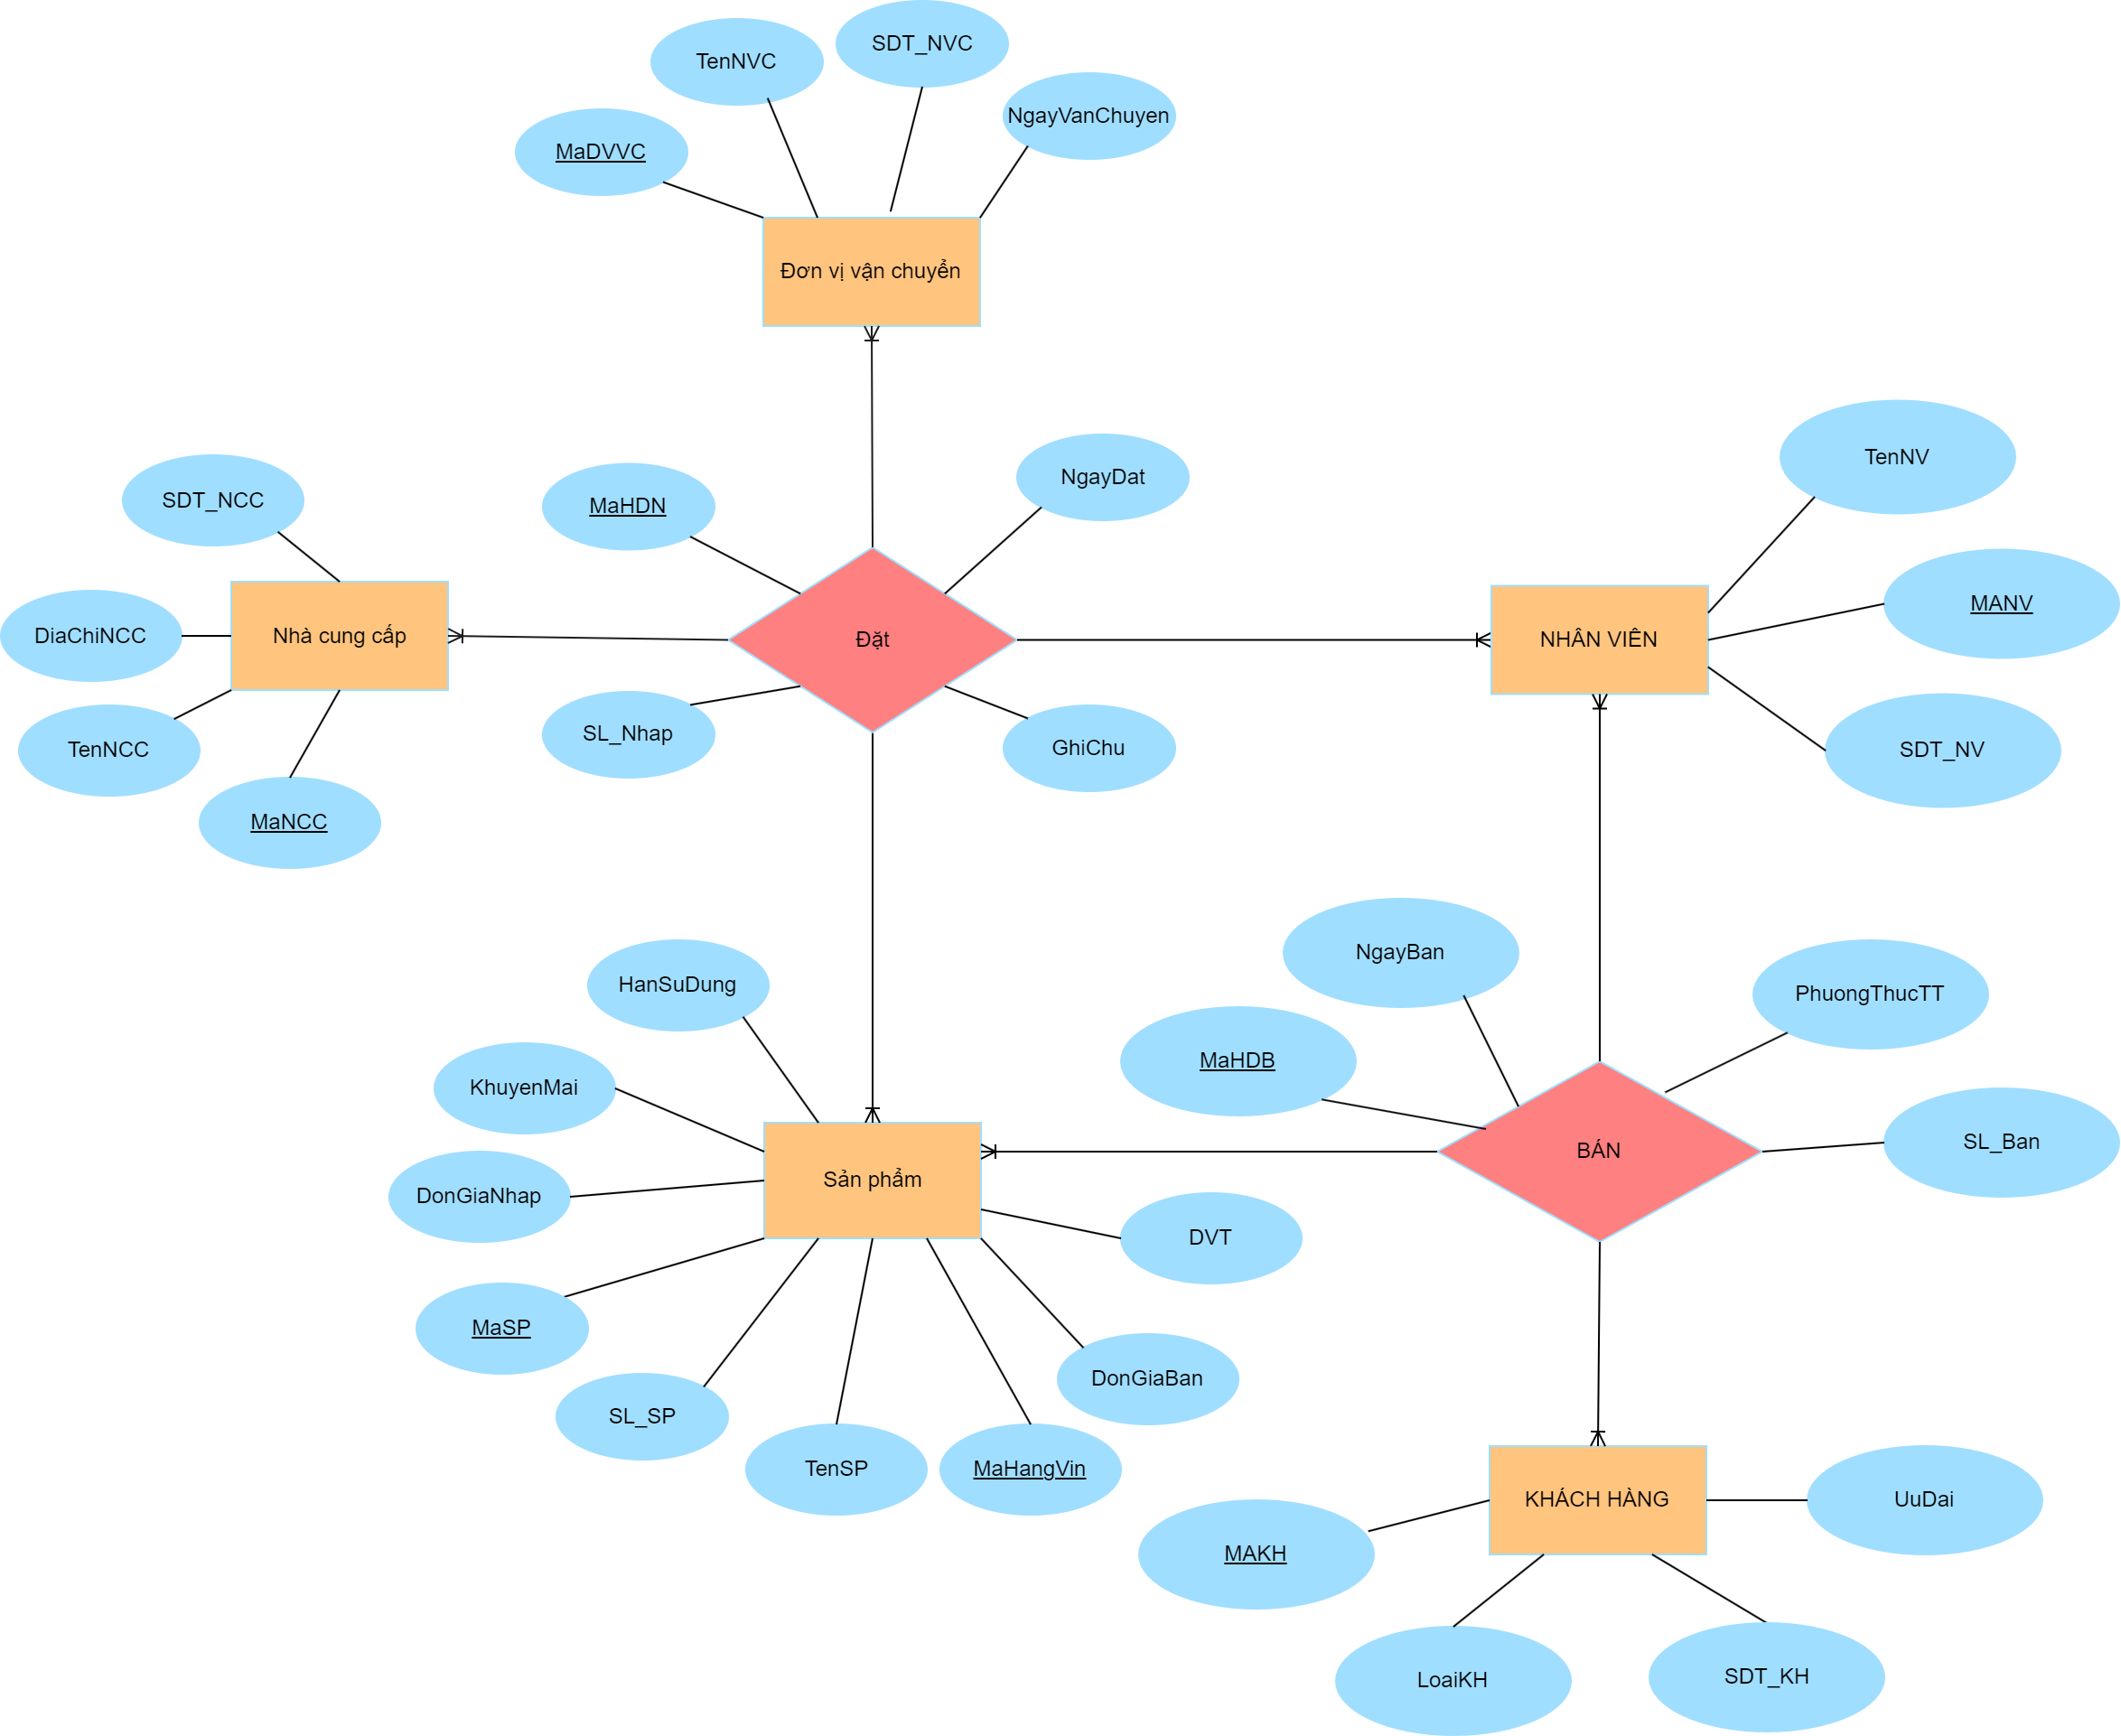 SDT_NVC
TenNVC
NgayVanChuyen
MaDVVC
Đơn vị vận chuyển
TenNV
NgayDat
SDT_NCC
MaHDN
MANV
DiaChiNCC
Nhà cung cấp
Đặt
NHÂN VIÊN
SL_Nhap
GhiChu
TenNCC
SDT_NV
MaNCC
NgayBan
HanSuDung
PhuongThucTT
MaHDB
KhuyenMai
SL_Ban
BÁN
Sản phẩm
DonGiaNhap
DVT
MaSP
DonGiaBan
SL_SP
TenSP
MaHangVin
KHÁCH HÀNG
UuDai
MAKH
LoaiKH
SDT_KH